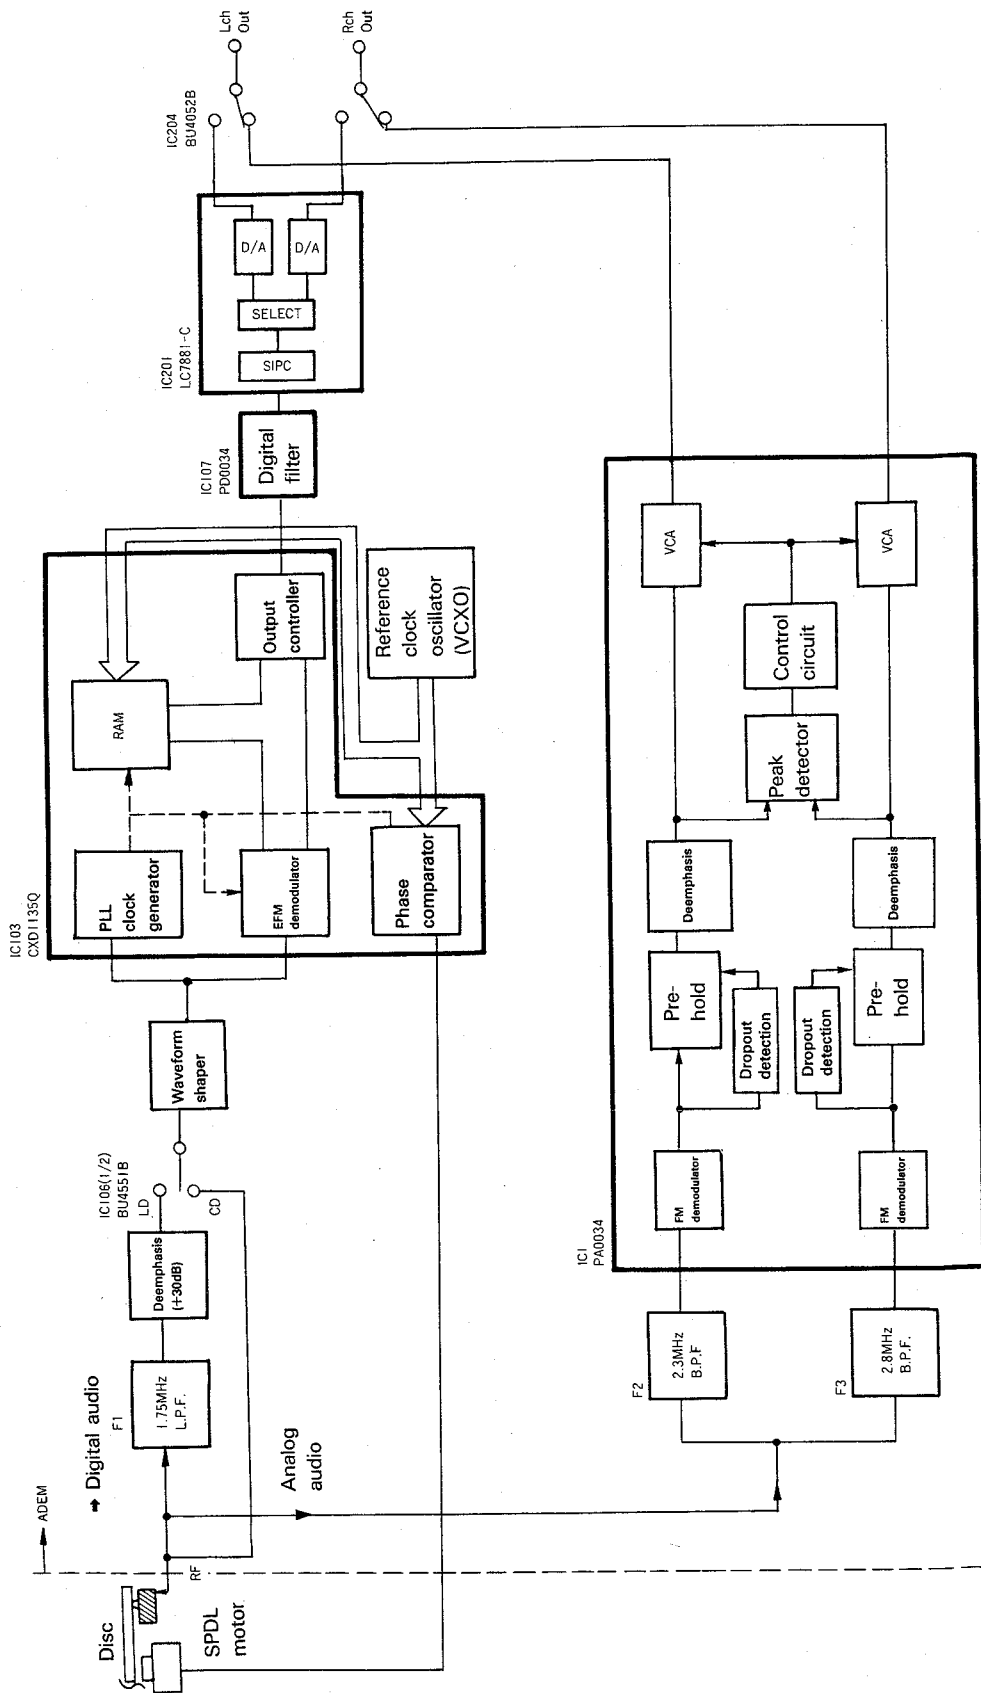 Disc
SPDL
motor
RF
ADEM
➡ Digital audio
F1
1.75MHz
L.P.F.
Deemphasis
(+30dB)
IC106(1/2)
BU4551B
LD
CD
Waveform
shaper
IC103
CXD1135Q
PLL
clock
generator
EFM
demodulator
Phase
comparator
RAM
Output
controller
Reference
clock
oscillator
(VCXO)
IC107
PD0034
Digital
filter
IC201
LC7881-C
SIPC
SELECT
D/A
D/A
IC204
BU4052B
Lch
Out
Rch
Out
Analog
audio
F2
2.3MHz
B.P.F
F3
2.8MHz
B.P.F.
IC1
PA0034
FM
demodulator
FM
demodulator
Dropout
detection
Dropout
detection
Pre-
hold
Pre-
hold
Deemphasis
Deemphasis
Peak
detector
Control
circuit
VCA
VCA